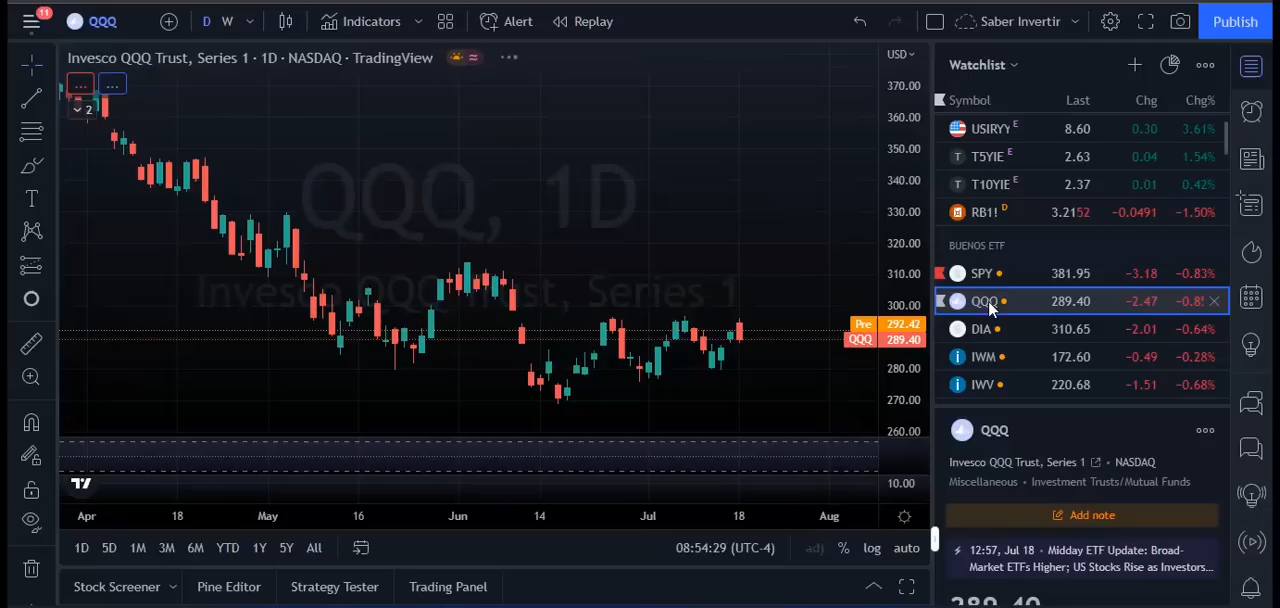 11 QQQ D W Indicators Alert Replay Saber Invertir Publish
Invesco QQQ Trust, Series 1 · 1D · NASDAQ · TradingView
USD
2
QQQ, 1D
Invesco QQQ Trust, Series 1
370.00
360.00
350.00
340.00
330.00
320.00
310.00
300.00
Pre 292.42
QQQ 289.40
280.00
270.00
260.00
10.00
Apr 18 May 16 Jun 14 Jul 18 Aug
1D 5D 1M 3M 6M YTD 1Y 5Y All 08:54:29 (UTC-4) adj % log auto
Stock Screener Pine Editor Strategy Tester Trading Panel
Watchlist
Symbol Last Chg Chg%
USIRYY E 8.60 0.30 3.61%
T T5YIE E 2.63 0.04 1.54%
T T10YIE E 2.37 0.01 0.42%
RB1! D 3.2152 −0.0491 −1.50%
BUENOS ETF
SPY 381.95 −3.18 −0.83%
QQQ 289.40 −2.47
DIA 310.65 −2.01 −0.64%
IWM 172.60 −0.49 −0.28%
IWV 220.68 −1.51 −0.68%
QQQ
Invesco QQQ Trust, Series 1 • NASDAQ
Miscellaneous • Investment Trusts/Mutual Funds
Add note
12:57, Jul 18 • Midday ETF Update: Broad-
Market ETFs Higher; US Stocks Rise as Investors...
289.40